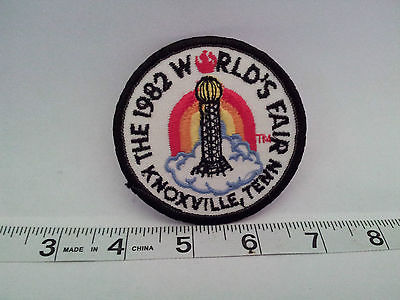 THE 1982 WORLD'S FAIR
KNOXVILLE, TENN
TM
3 MADE IN 4 CHINA 5 6 7 8